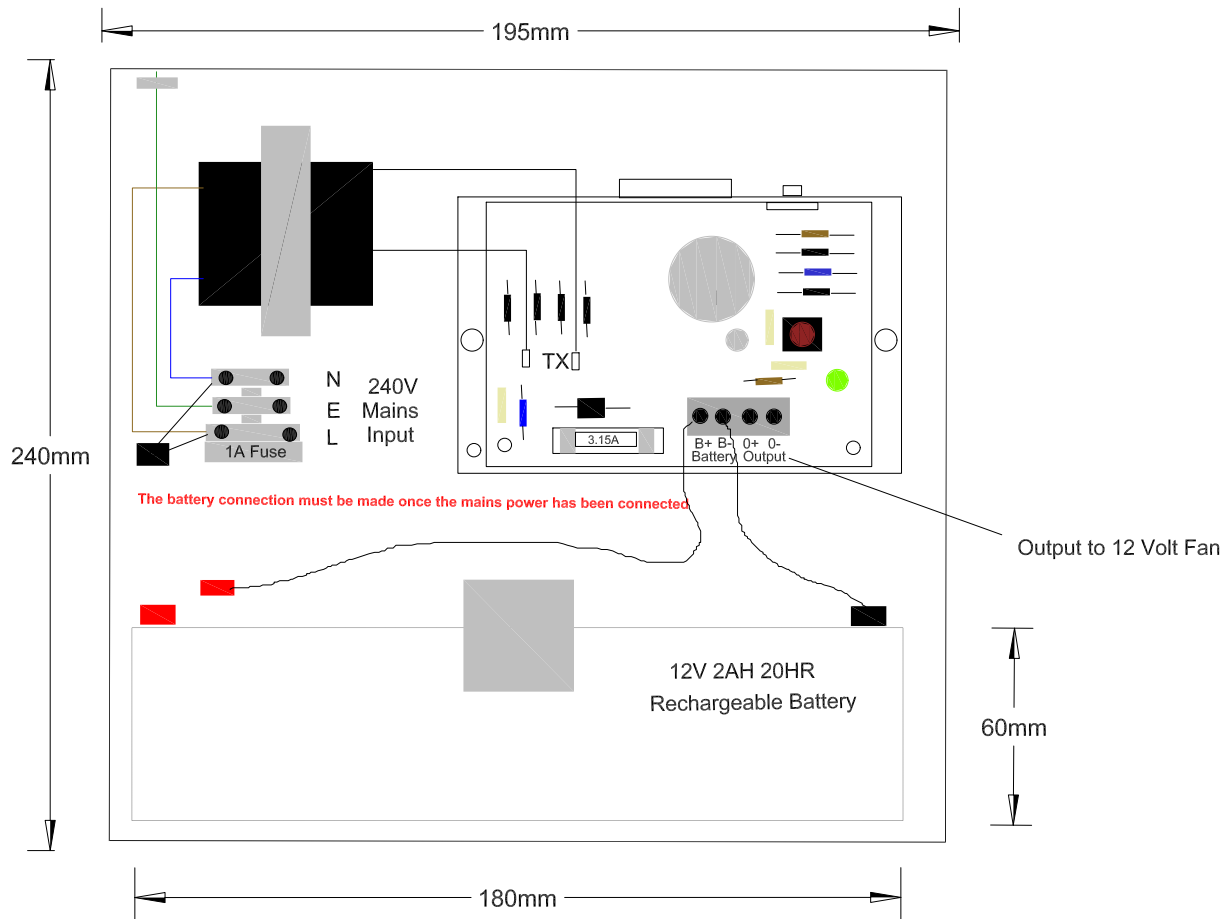 195mm
TX
N
E
L
240V
Mains
Input
1A Fuse
3.15A
B+ B- 0+ 0-
Battery Output
240mm
The battery connection must be made once the mains power has been connected
Output to 12 Volt Fan
12V 2AH 20HR
Rechargeable Battery
60mm
180mm